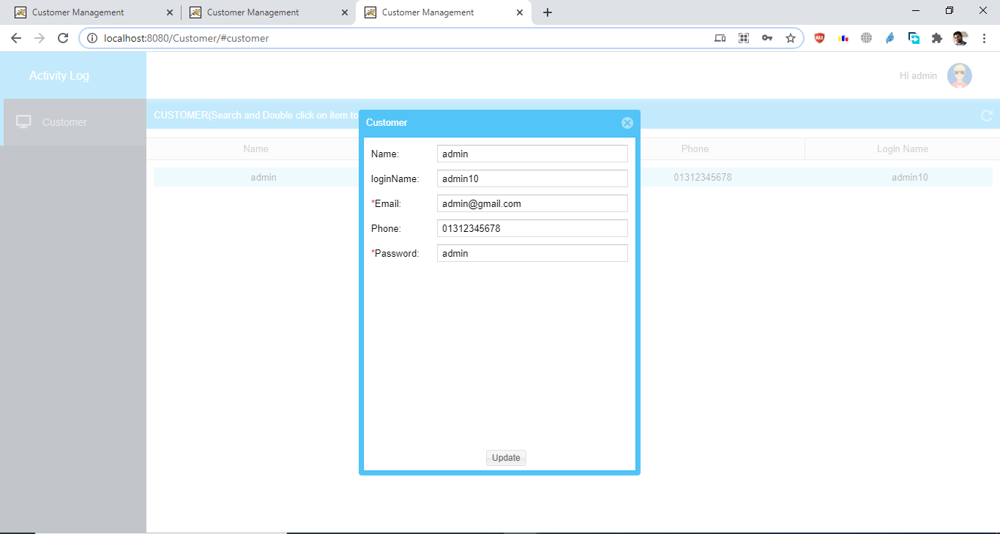 Customer Management
Customer Management
Customer Management
localhost:8080/Customer/#customer
WAB
Activity Log
Hi admin
Customer
CUSTOMER(Search and Double click on item to
Name
Phone
Login Name
admin
01312345678
admin10
Customer
Name:
admin
loginName:
admin10
*Email:
admin@gmail.com
Phone:
01312345678
*Password:
admin
Update